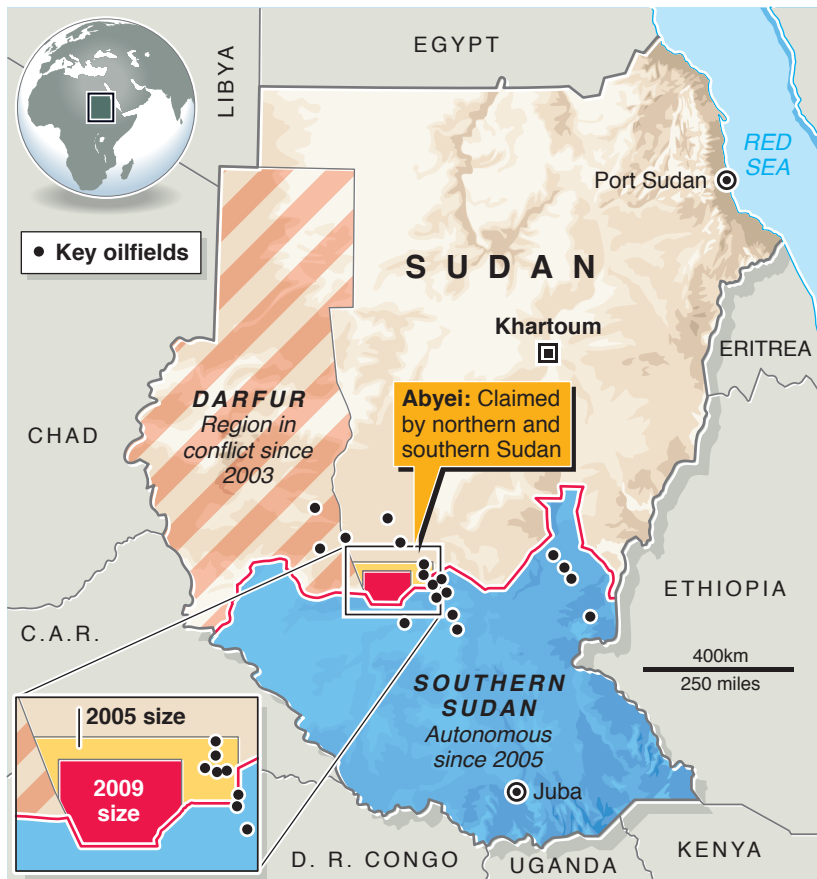 EGYPT
LIBYA
RED
SEA
Port Sudan
Key oilfields
SUDAN
Khartoum
ERITREA
DARFUR
Region in
conflict since
2003
Abyei: Claimed
by northern and
southern Sudan
CHAD
ETHIOPIA
C.A.R.
400km
250 miles
SOUTHERN
SUDAN
Autonomous
since 2005
2005 size
2009
size
Juba
D. R. CONGO
UGANDA
KENYA